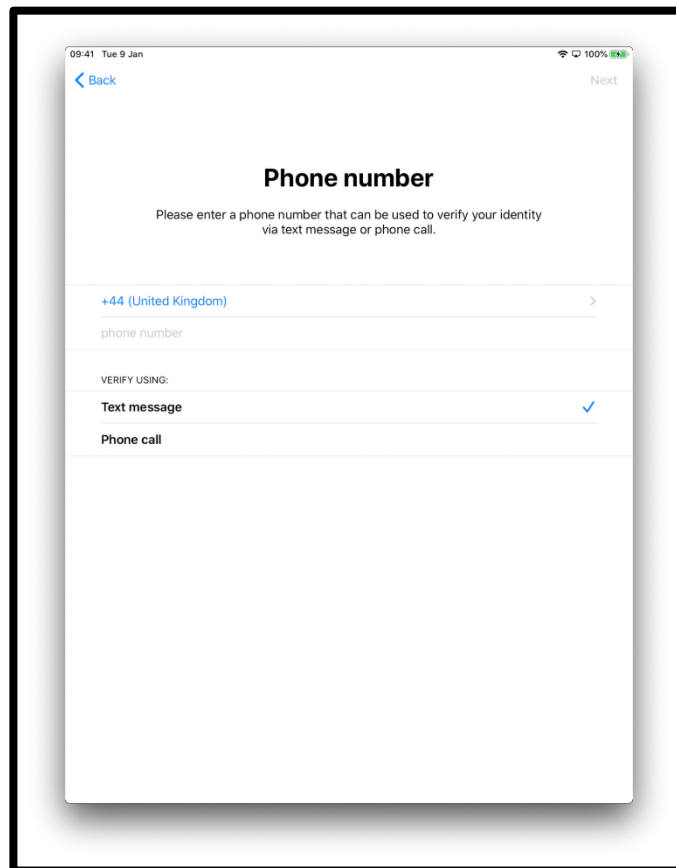 09:41 Tue 9 Jan 100%
Back Next
Phone number
Please enter a phone number that can be used to verify your identity
via text message or phone call.
+44 (United Kingdom)
phone number
VERIFY USING:
Text message
Phone call